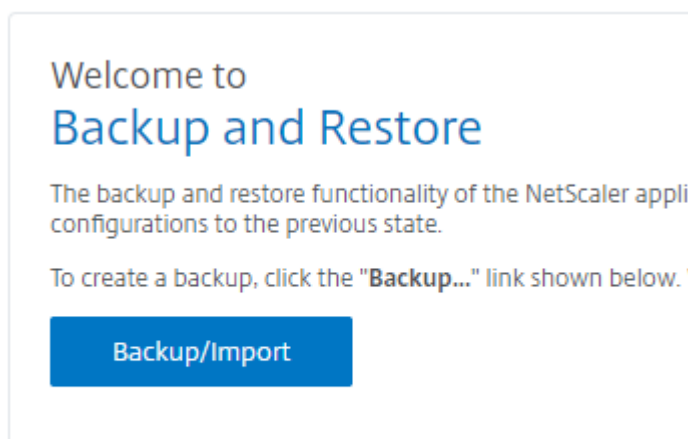 Welcome to
Backup and Restore
The backup and restore functionality of the NetScaler appli
configurations to the previous state.
To create a backup, click the "Backup..." link shown below.
Backup/Import